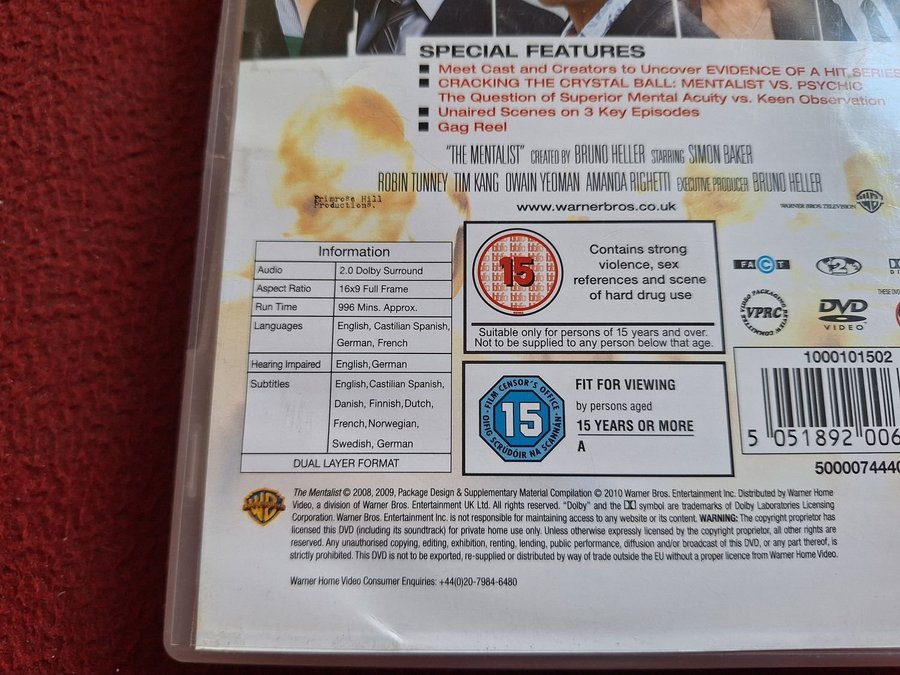 SPECIAL FEATURES
Meet Cast and Creators to Uncover EVIDENCE OF A HIT SERIES
CRACKING THE CRYSTAL BALL: MENTALIST VS. PSYCHIC
The Question of Superior Mental Acuity vs. Keen Observation
Unaired Scenes on 3 Key Episodes
Gag Reel
"THE MENTALIST" CREATED BY BRUNO HELLER STARRING SIMON BAKER
ROBIN TUNNEY TIM KANG OWAIN YEOMAN AMANDA RIGHETTI EXECUTIVE PRODUCER BRUNO HELLER
Primrose Hill
Productions.
www.warnerbros.co.uk
WARNER BROS TELEVISION
Information
Audio 2.0 Dolby Surround
Aspect Ratio 16x9 Full Frame
Run Time 996 Mins. Approx.
Languages English, Castilian Spanish,
German, French
Hearing Impaired English,German
Subtitles English,Castilian Spanish,
Danish, Finnish,Dutch,
French,Norwegian,
Swedish, German
DUAL LAYER FORMAT
15
Contains strong
violence, sex
references and scene
of hard drug use
Suitable only for persons of 15 years and over.
Not to be supplied to any person below that age.
FILM CENSOR'S OFFICE
15
OIFIG SCRÚDÓIR NA SCANNÁN
FIT FOR VIEWING
by persons aged
15 YEARS OR MORE
A
FACT
2
THESE DVD
VIDEO PACKAGING REVIEW COMMITTEE
VPRC
DVD
VIDEO
1000101502
5 051892 006
5000074440
The Mentalist © 2008, 2009, Package Design & Supplementary Material Compilation © 2010 Warner Bros. Entertainment Inc. Distributed by Warner Home
Video, a division of Warner Bros. Entertainment UK Ltd. All rights reserved. "Dolby" and the symbol are trademarks of Dolby Laboratories Licensing
Corporation. Warner Bros. Entertainment Inc. is not responsible for maintaining access to any website or its content. WARNING: The copyright proprietor has
licensed this DVD (including its soundtrack) for private home use only. Unless otherwise expressly licensed by the copyright proprietor, all other rights are
reserved. Any unauthorised copying, editing, exhibition, renting, lending, public performance, diffusion and/or broadcast of this DVD, or any part thereof, is
strictly prohibited. This DVD is not to be exported, re-supplied or distributed by way of trade outside the EU without a proper licence from Warner Home Video.
Warner Home Video Consumer Enquiries: +44(0)20-7984-6480